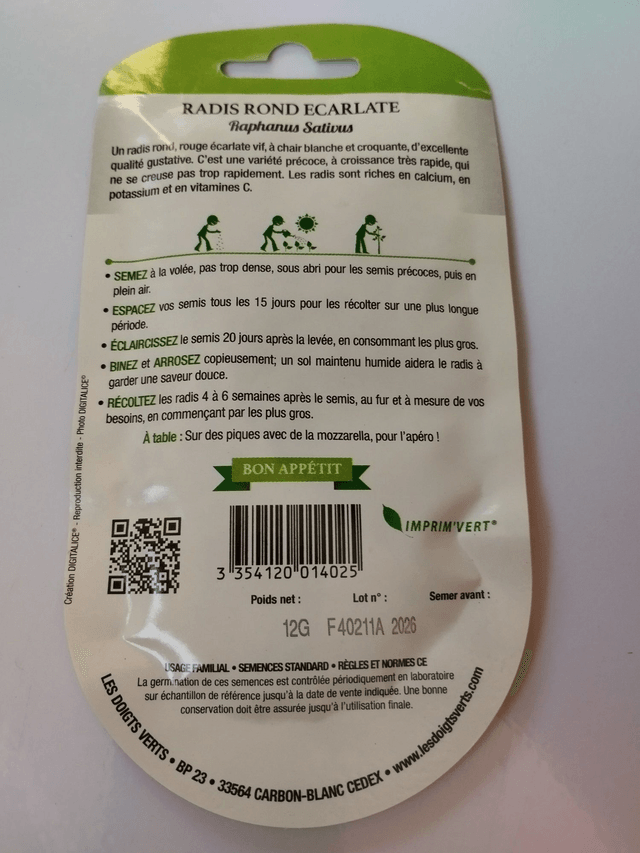 RADIS ROND ECARLATE
Raphanus Sativus
Un radis rond, rouge écarlate vif, à chair blanche et croquante, d'excellente
qualité gustative. C'est une variété précoce, à croissance très rapide, qui
ne se creuse pas trop rapidement. Les radis sont riches en calcium, en
potassium et en vitamines C.
• SEMEZ à la volée, pas trop dense, sous abri pour les semis précoces, puis en
plein air.
• ESPACEZ vos semis tous les 15 jours pour les récolter sur une plus longue
période.
• ÉCLAIRCISSEZ le semis 20 jours après la levée, en consommant les plus gros.
• BINEZ et ARROSEZ copieusement; un sol maintenu humide aidera le radis à
garder une saveur douce.
• RÉCOLTEZ les radis 4 à 6 semaines après le semis, au fur et à mesure de vos
besoins, en commençant par les plus gros.
À table : Sur des piques avec de la mozzarella, pour l'apéro !
BON APPÉTIT
Création DIGITALICE® - Reproduction interdite - Photo DIGITALICE®
IMPRIM'VERT®
3 354120 014025
Poids net : Lot n° : Semer avant :
12G F40211A 2026
USAGE FAMILIAL • SEMENCES STANDARD • RÈGLES ET NORMES CE
La germination de ces semences est contrôlée périodiquement en laboratoire
sur échantillon de référence jusqu'à la date de vente indiquée. Une bonne
conservation doit être assurée jusqu'à l'utilisation finale.
LES DOIGTS VERTS • BP 23 • 33564 CARBON-BLANC CEDEX • www.lesdoigtsverts.com